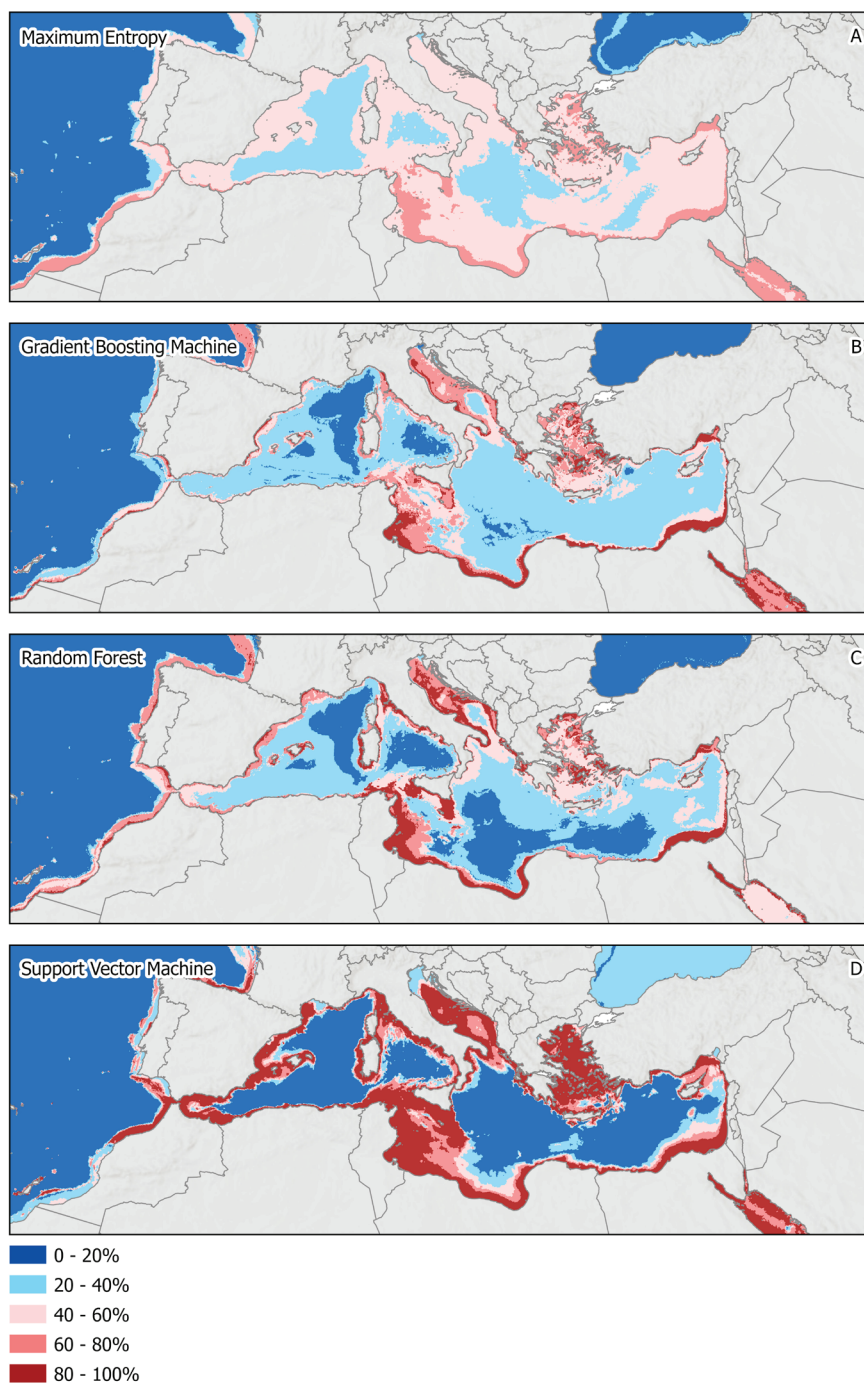 Maximum Entropy
A
Gradient Boosting Machine
B
Random Forest
C
Support Vector Machine
D
0 - 20%
20 - 40%
40 - 60%
60 - 80%
80 - 100%